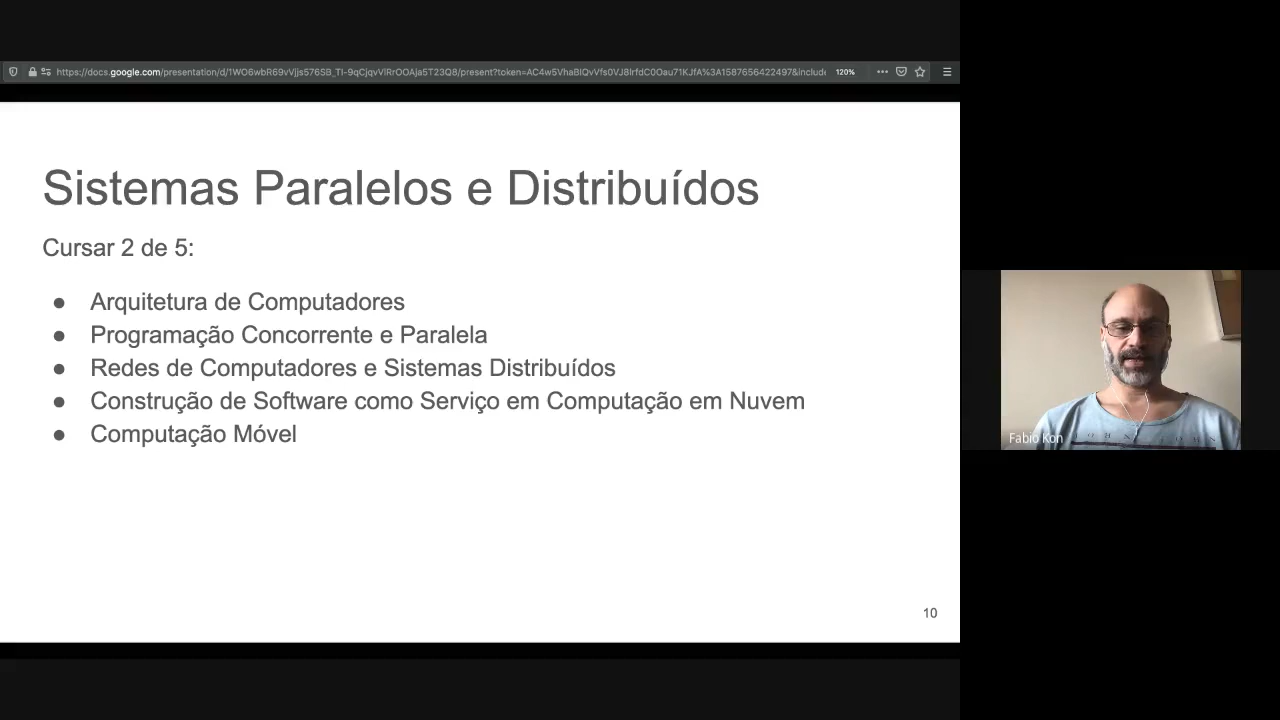 120%
Sistemas Paralelos e Distribuídos
Cursar 2 de 5:
● Arquitetura de Computadores
● Programação Concorrente e Paralela
● Redes de Computadores e Sistemas Distribuídos
● Construção de Software como Serviço em Computação em Nuvem
● Computação Móvel
10
Fabio Kon